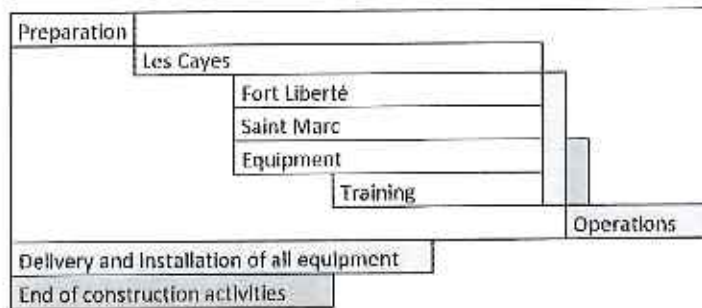 Preparation
Les Cayes
Fort Liberté
Saint Marc
Equipment
Training
Operations
Delivery and installation of all equipment
End of construction activities